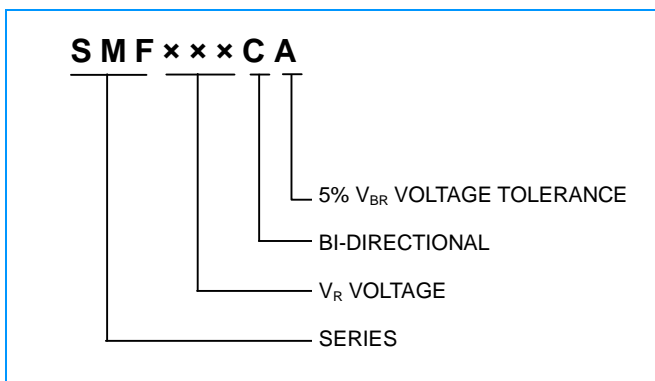 SMF×××CA
5% VBR VOLTAGE TOLERANCE
BI-DIRECTIONAL
VR VOLTAGE
SERIES